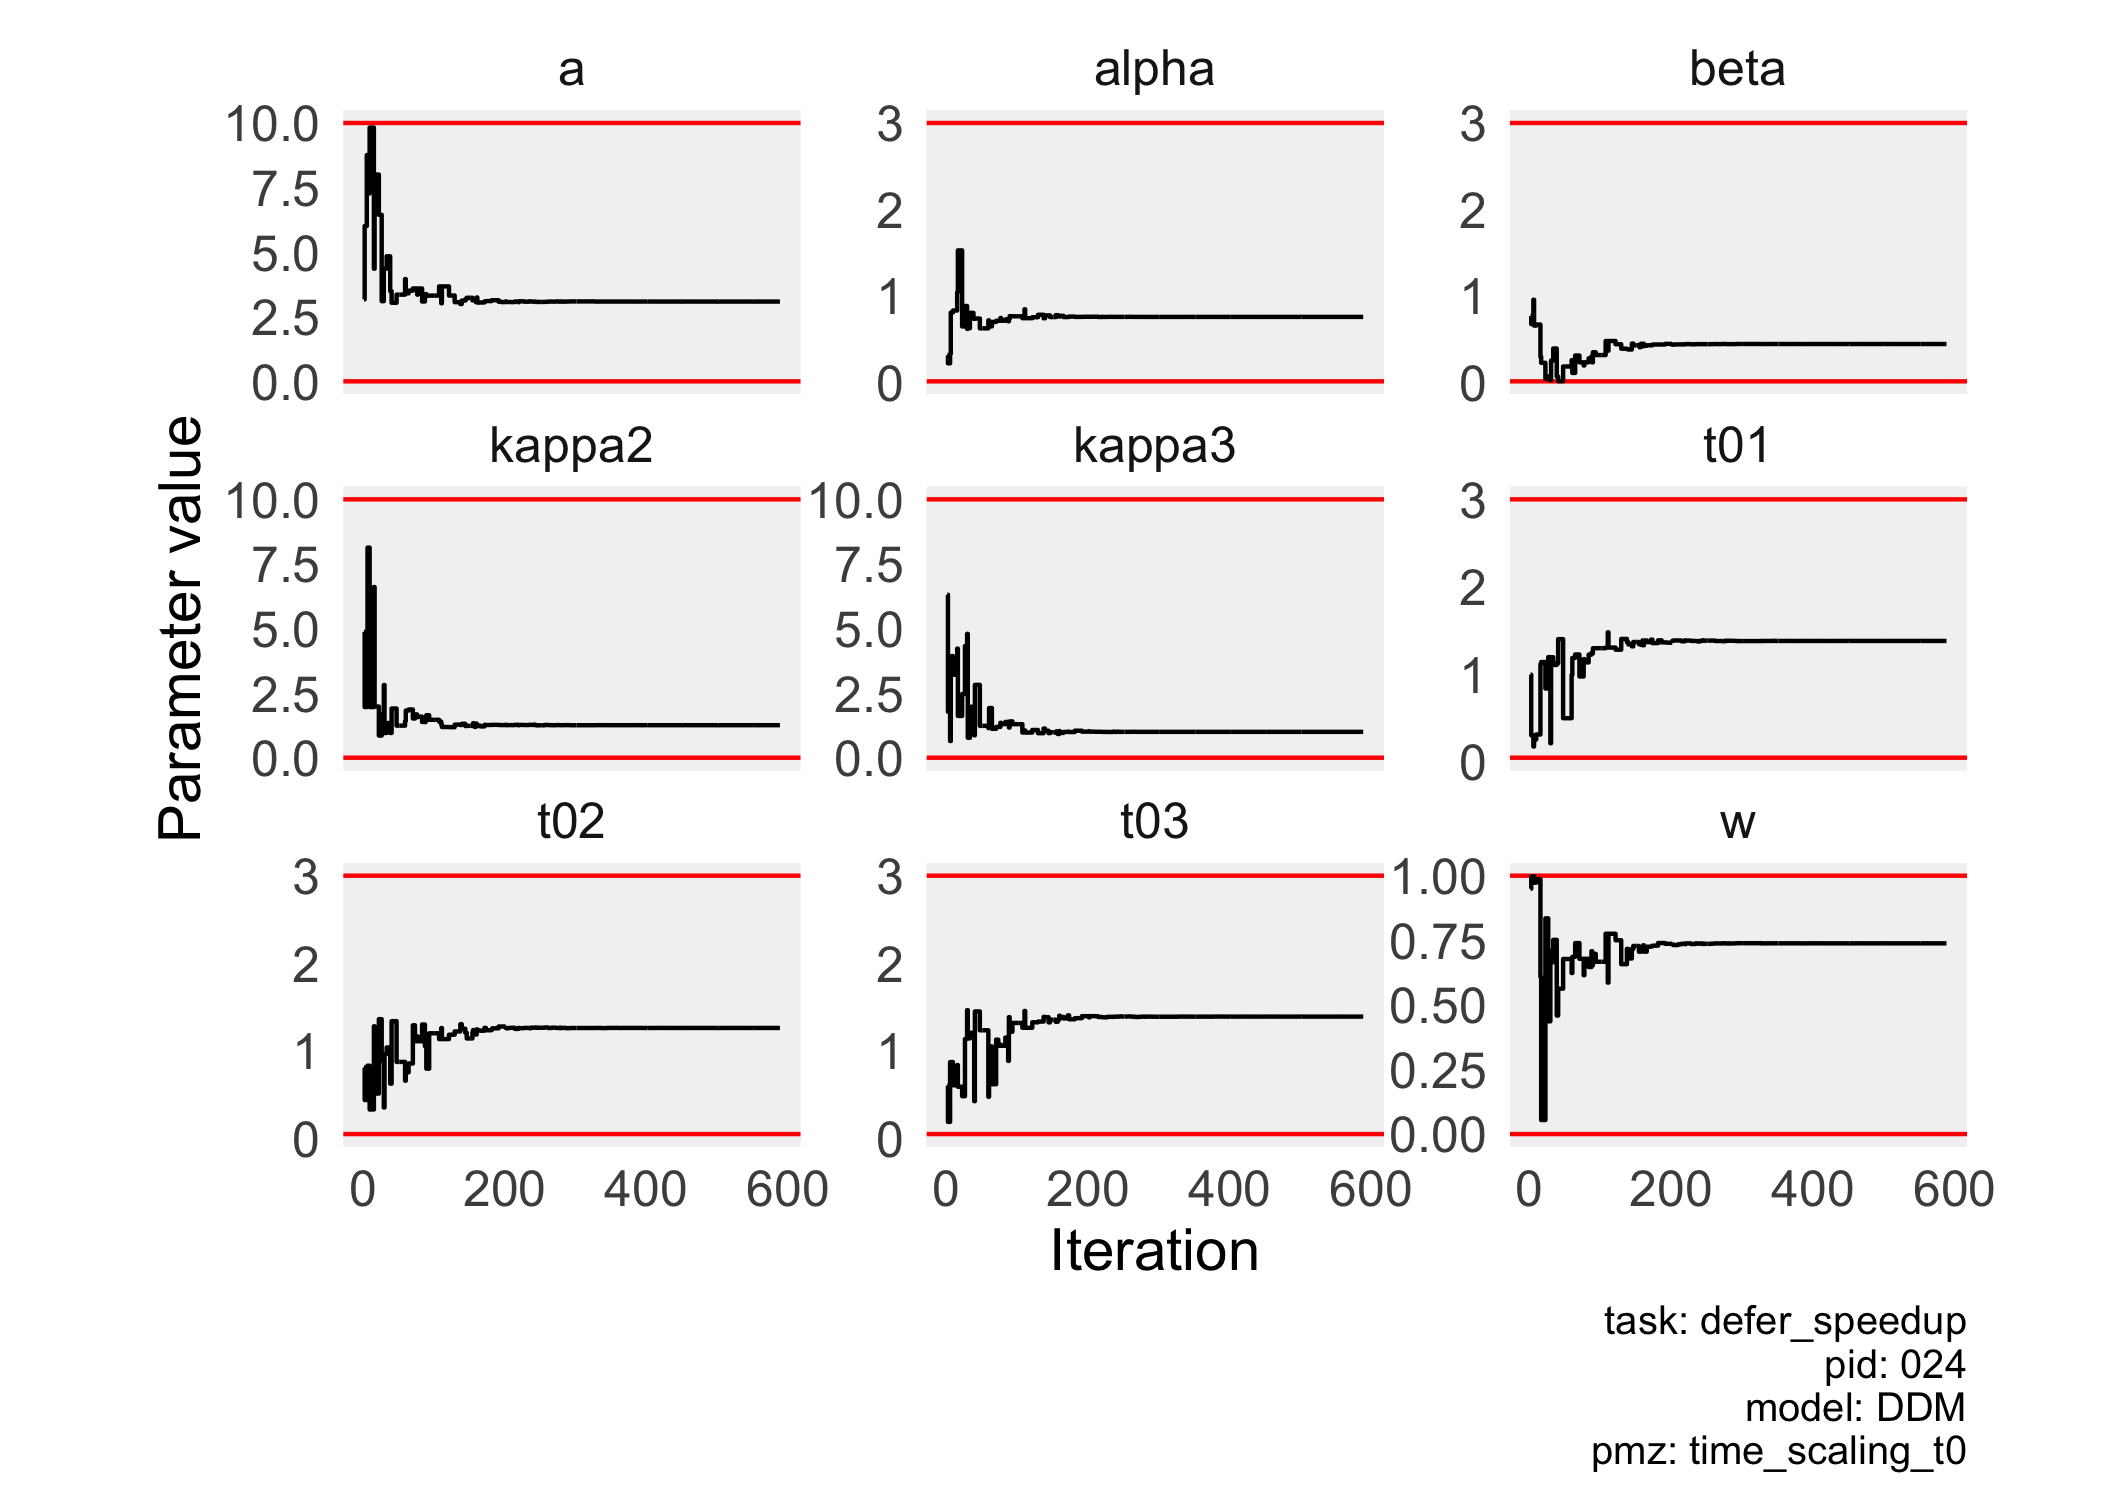 a alpha beta
10.0 3 3
7.5 2 2
5.0 1 1
2.5 0 0
0.0
kappa2 kappa3 t01
10.0 10.0 3
7.5 7.5 2
5.0 5.0 1
2.5 2.5 0
0.0 0.0
t02 t03 w
3 3 1.00
2 2 0.75
1 1 0.50
0 0 0.25
0.00
0 200 400 600 0 200 400 600 0 200 400 600
Parameter value
Iteration
task: defer_speedup
pid: 024
model: DDM
pmz: time_scaling_t0